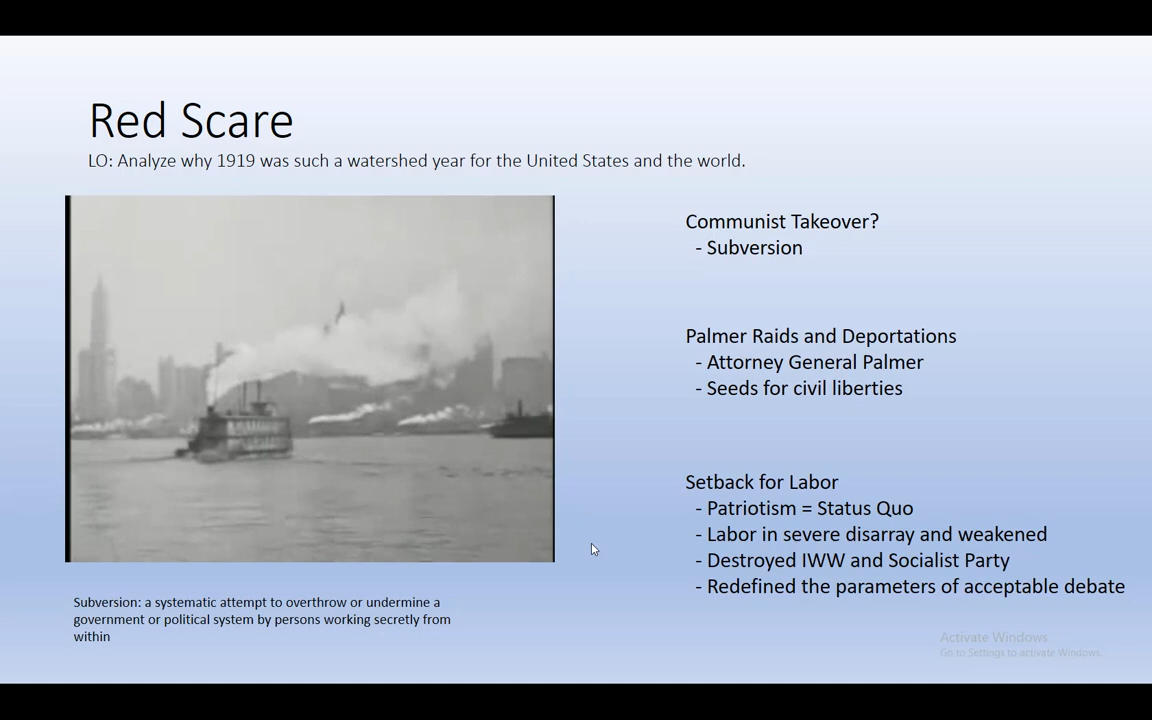 Red Scare
LO: Analyze why 1919 was such a watershed year for the United States and the world.
Communist Takeover?
- Subversion
Palmer Raids and Deportations
- Attorney General Palmer
- Seeds for civil liberties
Setback for Labor
- Patriotism = Status Quo
- Labor in severe disarray and weakened
- Destroyed IWW and Socialist Party
- Redefined the parameters of acceptable debate
Subversion: a systematic attempt to overthrow or undermine a
government or political system by persons working secretly from
within
Activate Windows
Go to Settings to activate Windows.